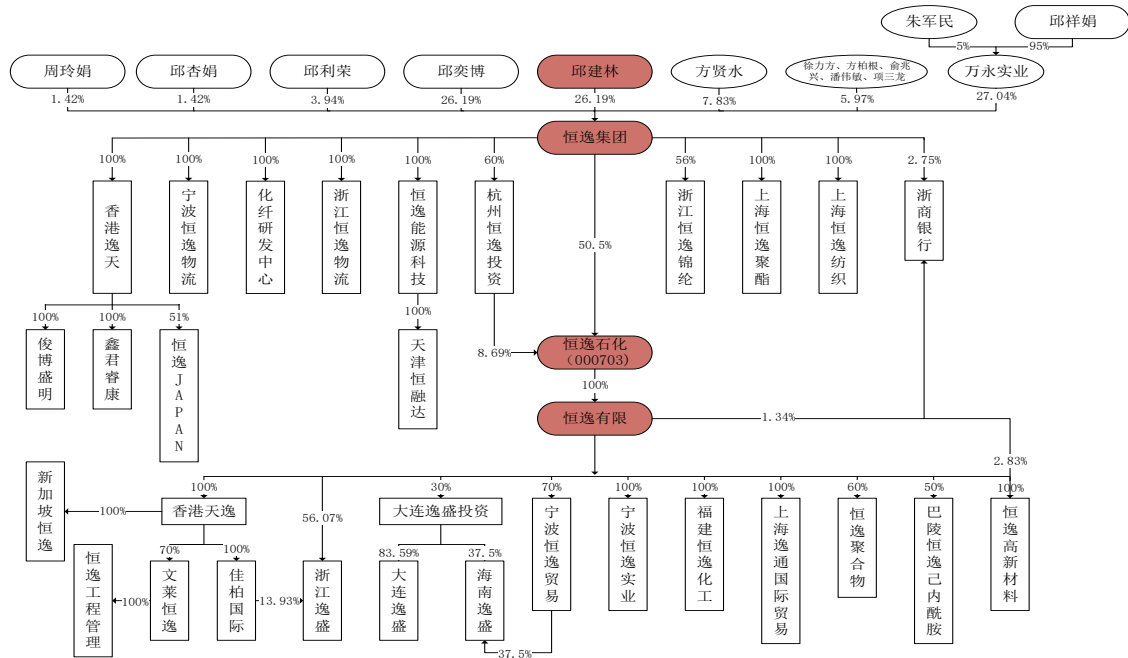 朱军民
邱祥娟
5%
95%
周玲娟
邱杏娟
邱利荣
邱奕博
邱建林
方贤水
徐力方、方柏根、俞兆
兴、潘伟敏、项三龙
万永实业
1.42%
1.42%
3.94%
26.19%
26.19%
7.83%
5.97%
27.04%
恒逸集团
100%
100%
100%
100%
100%
60%
56%
100%
100%
2.75%
香港逸天
宁波恒逸物流
化纤研发中心
浙江恒逸物流
恒逸能源科技
杭州恒逸投资
50.5%
浙江恒逸锦纶
上海恒逸聚酯
上海恒逸纺织
浙商银行
100%
100%
51%
100%
俊博盛明
鑫君睿康
恒逸JAPAN
天津恒融达
8.69%
恒逸石化
（000703）
100%
恒逸有限
1.34%
2.83%
新加坡恒逸
100%
100%
香港天逸
56.07%
30%
大连逸盛投资
70%
100%
100%
100%
60%
50%
100%
宁波恒逸贸易
宁波恒逸实业
福建恒逸化工
上海逸通国际贸易
恒逸聚合物
巴陵恒逸己内酰胺
恒逸高新材料
70%
100%
83.59%
37.5%
恒逸工程管理
100%
文莱恒逸
佳柏国际
13.93%
浙江逸盛
大连逸盛
海南逸盛
37.5%